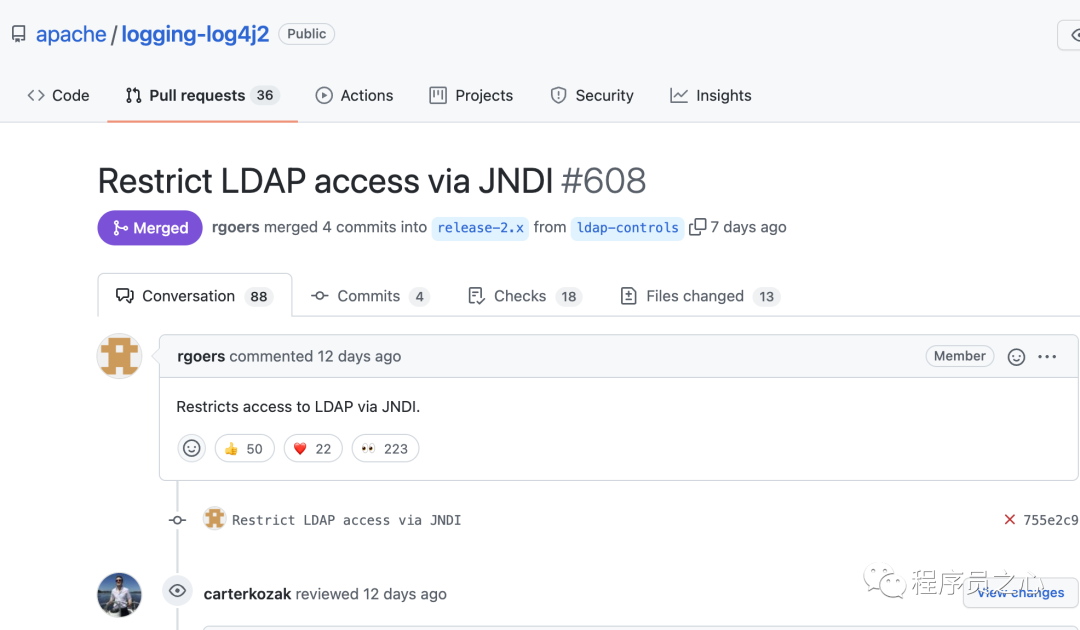 apache / logging-log4j2 Public
Code Pull requests 36 Actions Projects Security Insights
Restrict LDAP access via JNDI #608
Merged rgoers merged 4 commits into release-2.x from ldap-controls 7 days ago
Conversation 88 Commits 4 Checks 18 Files changed 13
rgoers commented 12 days ago Member
Restricts access to LDAP via JNDI.
50 22 223
Restrict LDAP access via JNDI 755e2c9
carterkozak reviewed 12 days ago
View changes
程序员之心